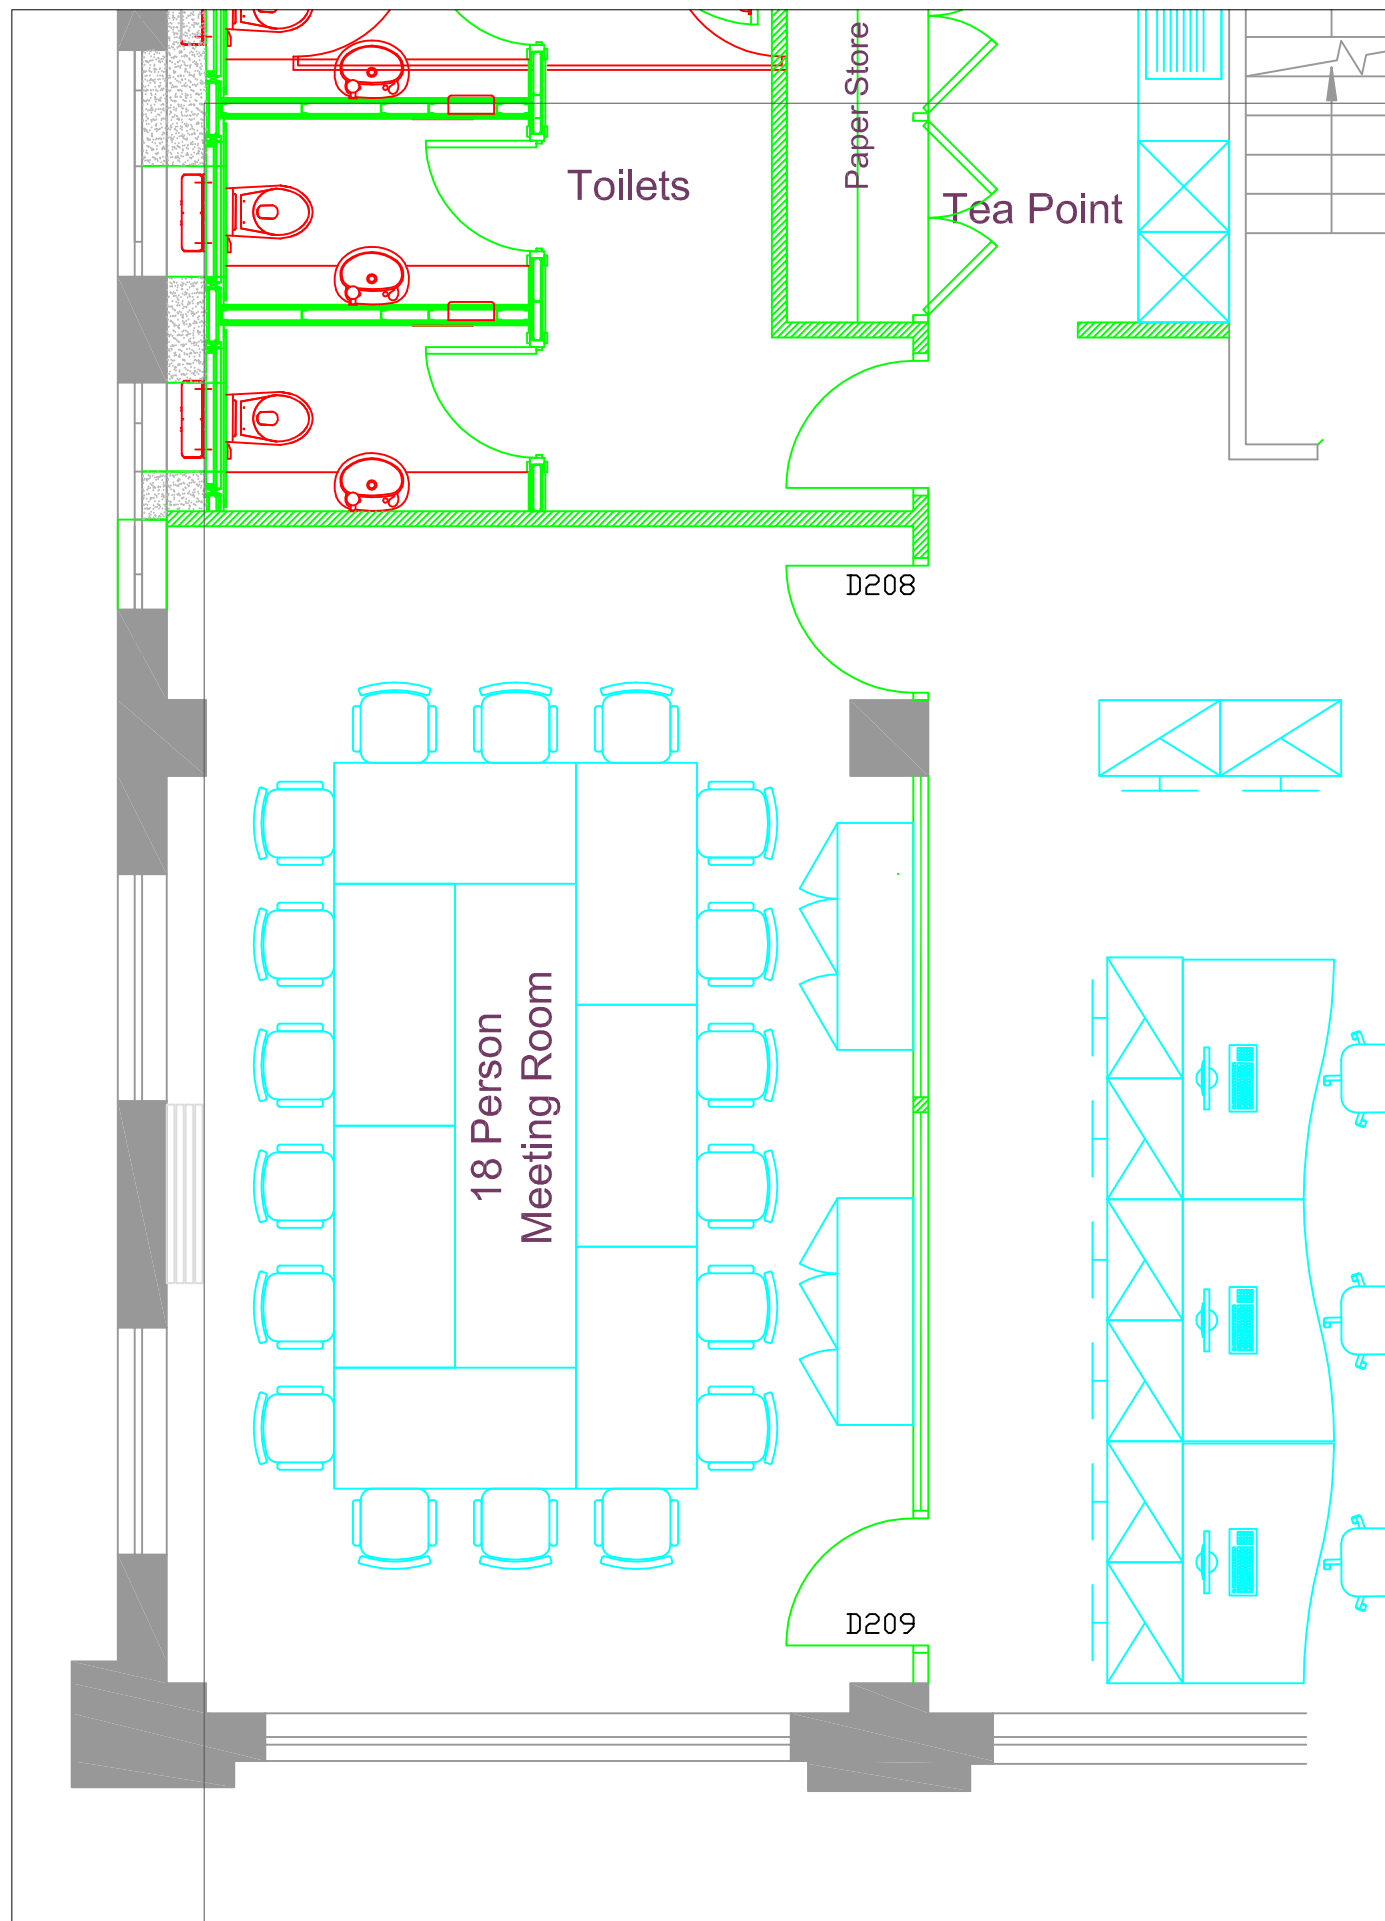 Paper Store
Toilets
Tea Point
D208
18 Person
Meeting Room
D209